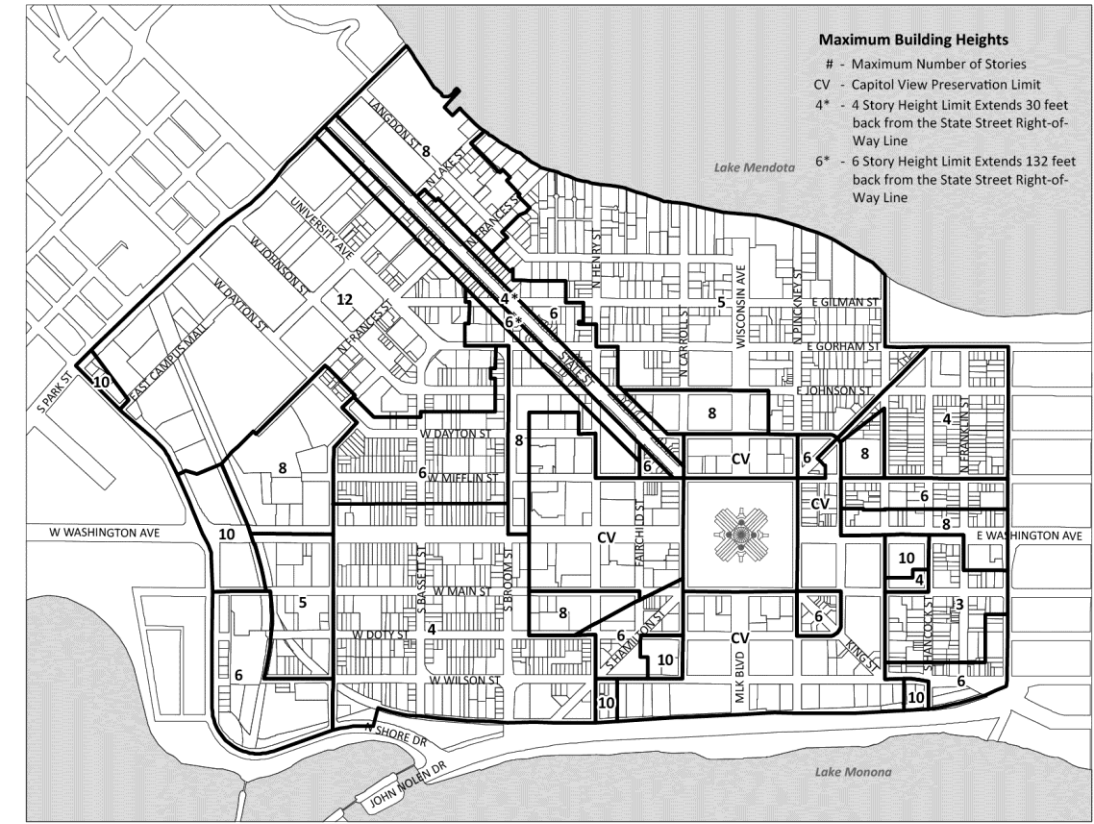 Maximum Building Heights
# - Maximum Number of Stories
CV - Capitol View Preservation Limit
4* - 4 Story Height Limit Extends 30 feet
back from the State Street Right-of-
Way Line
6* - 6 Story Height Limit Extends 132 feet
back from the State Street Right-of-
Way Line
Lake Mendota
LANGDON ST
8
N LAKE ST
N FRANCES ST
UNIVERSITY AVE
W JOHNSON ST
W DAYTON ST
12
N FRANCES ST
4*
6*
6
STATE ST
N HENRY ST
N CARROLL ST
WISCONSIN AVE
N PINCKNEY ST
5
E GILMAN ST
E GORHAM ST
E JOHNSON ST
S PARK ST
10
EAST CAMPUS MALL
8
4
N FRANKLIN ST
W DAYTON ST
8
CV
6
8
6
8
6
W MIFFLIN ST
6
CV
8
W WASHINGTON AVE
10
CV
FAIRCHILD ST
E WASHINGTON AVE
10
4
5
S BASSETT ST
S BROOM ST
W MAIN ST
8
6
3
S HANCOCK ST
4
W DOTY ST
6
S HAMILTON ST
CV
MLK BLVD
KING ST
10
6
W WILSON ST
6
10
10
N SHORE DR
JOHN NOLEN DR
Lake Monona